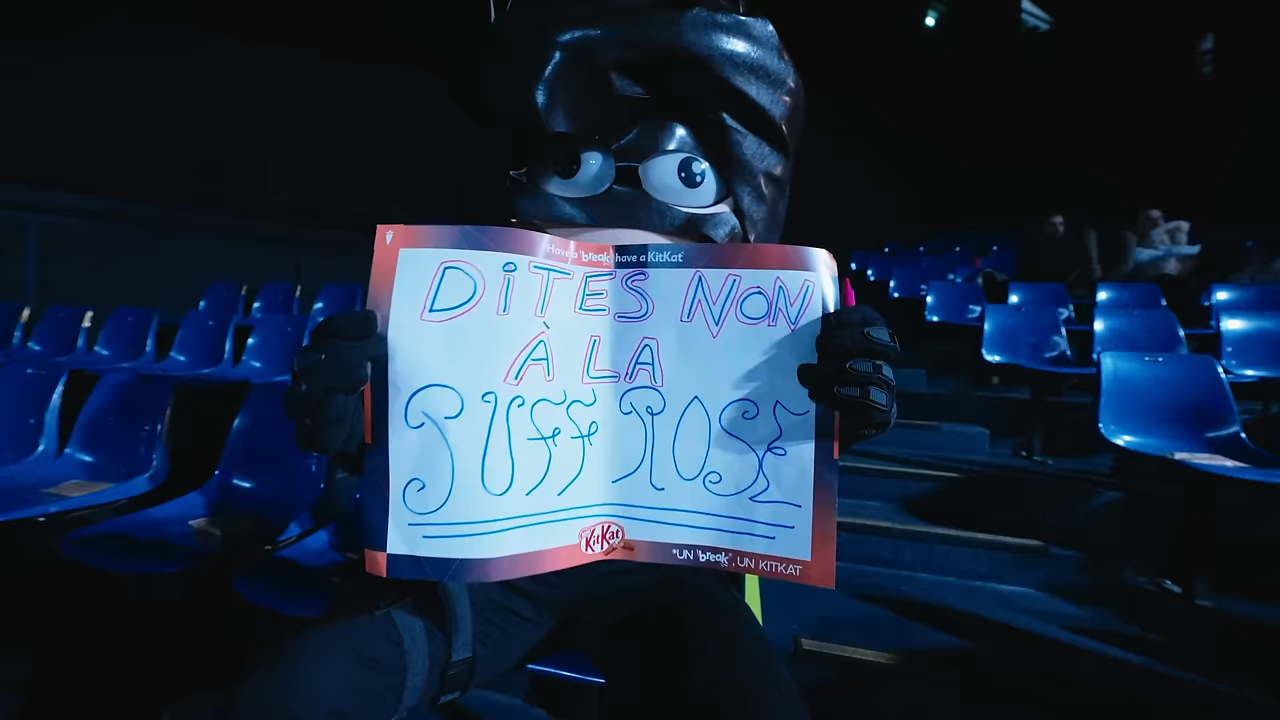 Have a break have a KitKat
DiTES NON
À LA
PUFF ROSE
KitKat
*UN "break", UN KITKAT